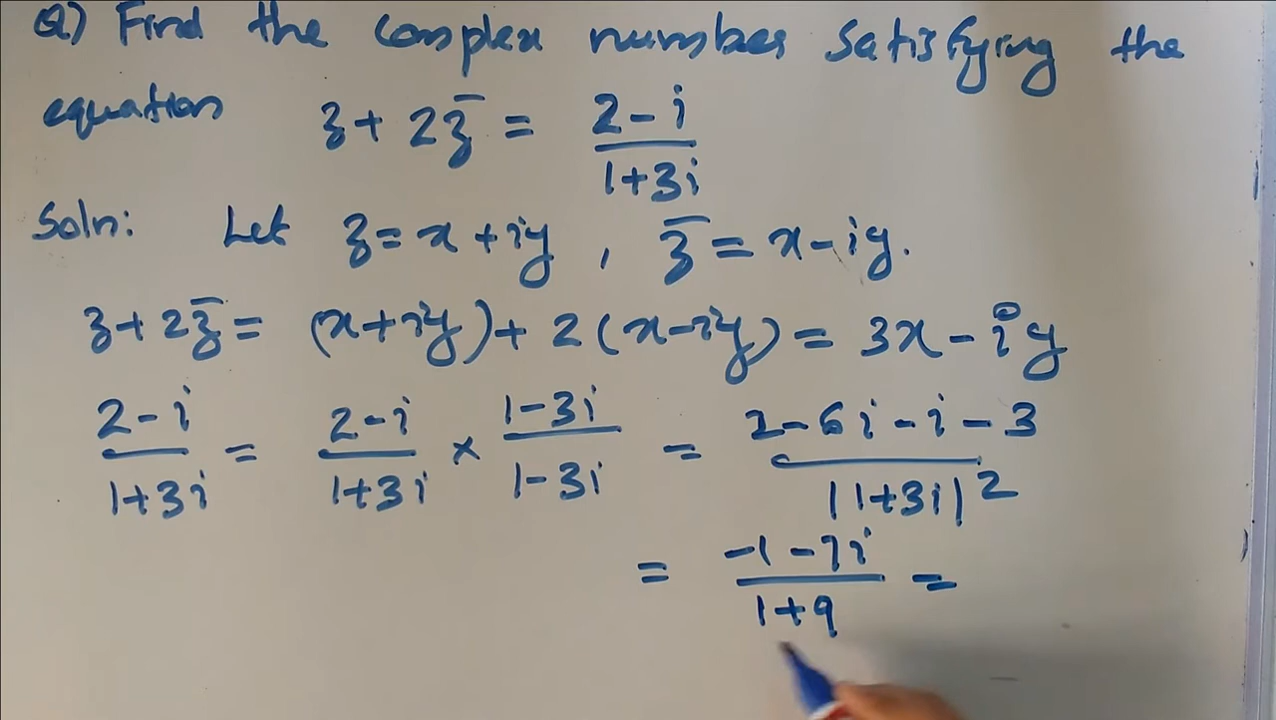 Q) Find the complex number satisfying the
equation z + 2z̄ = (2-i)/(1+3i)
Soln: Let z = x + iy , z̄ = x - iy.
z + 2z̄ = (x+iy) + 2(x-iy) = 3x - iy
(2-i)/(1+3i) = (2-i)/(1+3i) × (1-3i)/(1-3i) = (2-6i-i-3)/|1+3i|²
= (-1-7i)/(1+9) =